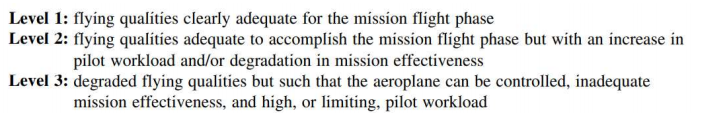 Level 1: flying qualities clearly adequate for the mission flight phase
Level 2: flying qualities adequate to accomplish the mission flight phase but with an increase in
pilot workload and/or degradation in mission effectiveness
Level 3: degraded flying qualities but such that the aeroplane can be controlled, inadequate
mission effectiveness, and high, or limiting, pilot workload